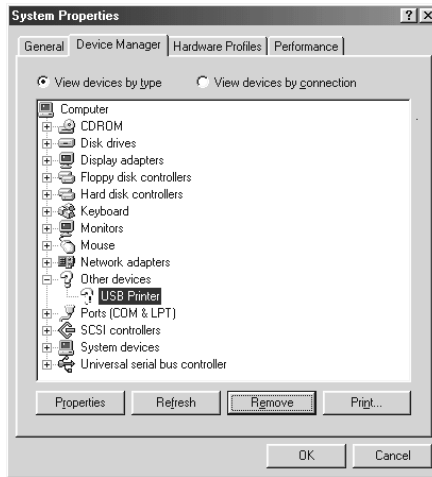 System Properties
General Device Manager Hardware Profiles Performance
View devices by type View devices by connection
Computer
CDROM
Disk drives
Display adapters
Floppy disk controllers
Hard disk controllers
Keyboard
Monitors
Mouse
Network adapters
Other devices
USB Printer
Ports (COM & LPT)
SCSI controllers
System devices
Universal serial bus controller
Properties Refresh Remove Print...
OK Cancel